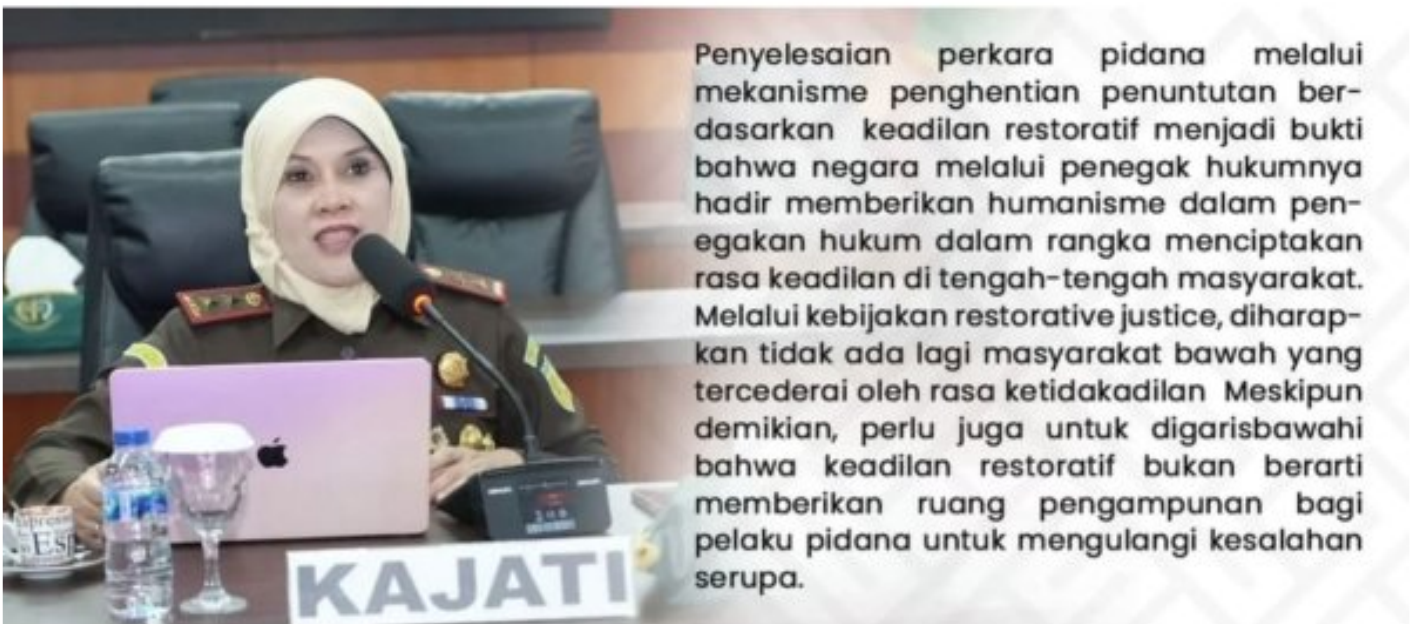 Penyelesaian perkara pidana melalui
mekanisme penghentian penuntutan ber-
dasarkan keadilan restoratif menjadi bukti
bahwa negara melalui penegak hukumnya
hadir memberikan humanisme dalam pen-
egakan hukum dalam rangka menciptakan
rasa keadilan di tengah-tengah masyarakat.
Melalui kebijakan restorative justice, diharap-
kan tidak ada lagi masyarakat bawah yang
tercederai oleh rasa ketidakadilan Meskipun
demikian, perlu juga untuk digarisbawahi
bahwa keadilan restoratif bukan berarti
memberikan ruang pengampunan bagi
pelaku pidana untuk mengulangi kesalahan
serupa.
KAJATI